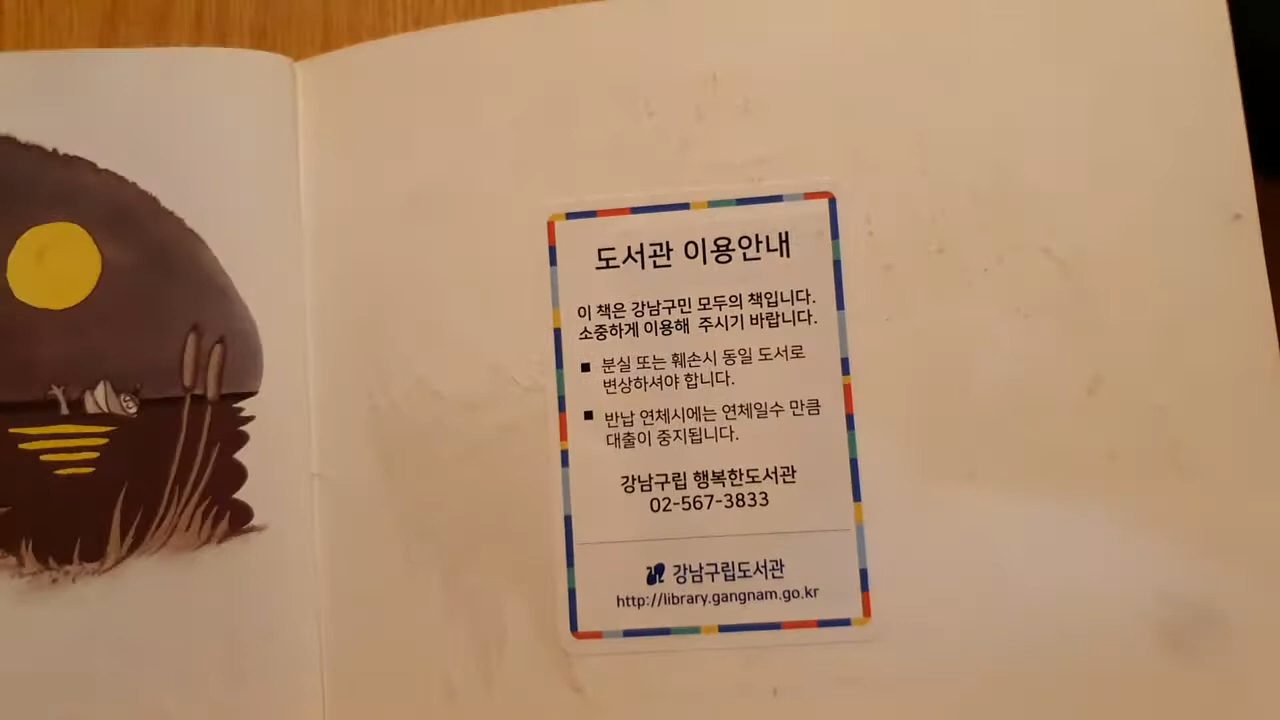 도서관 이용안내
이 책은 강남구민 모두의 책입니다.
소중하게 이용해 주시기 바랍니다.
■ 분실 또는 훼손시 동일 도서로
변상하셔야 합니다.
■ 반납 연체시에는 연체일수 만큼
대출이 중지됩니다.
강남구립 행복한도서관
02-567-3833
강남구립도서관
http://library.gangnam.go.kr